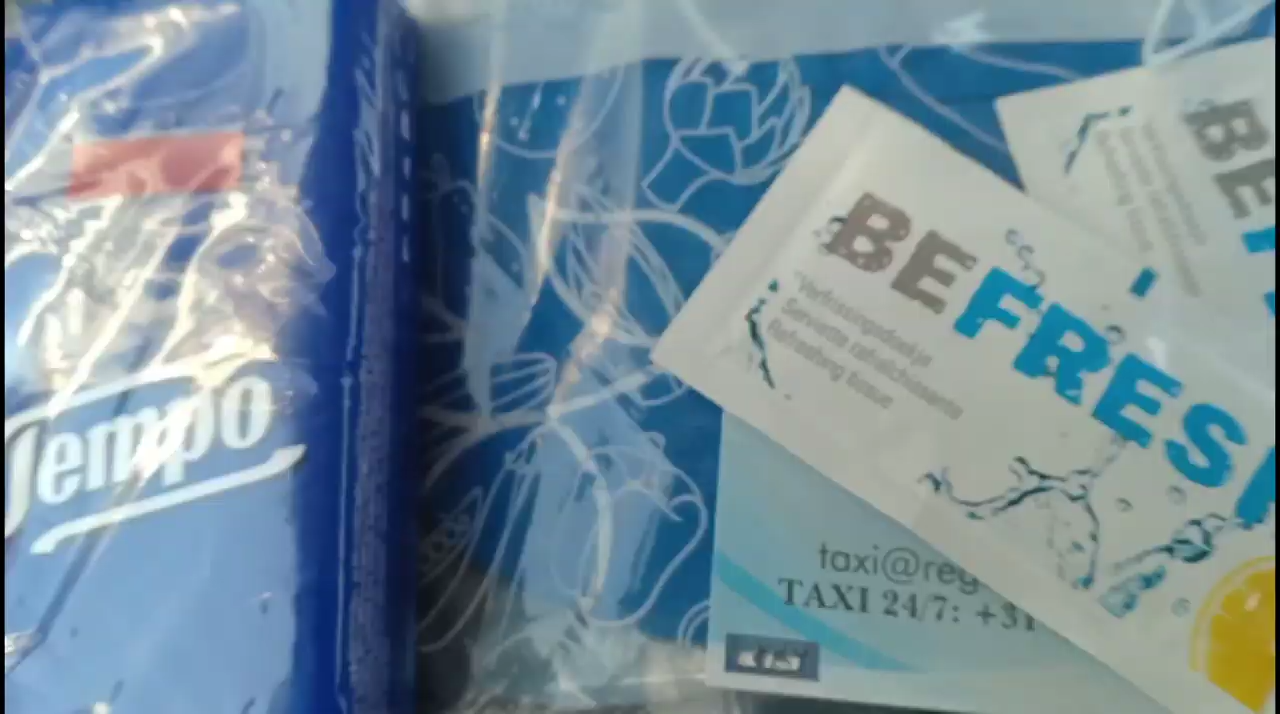 Tempo
BEFRESH
"Verfrissingsdoekje
Serviette rafraîchissante
Refreshing tissue"
BE
taxi@reg
TAXI 24/7: +31